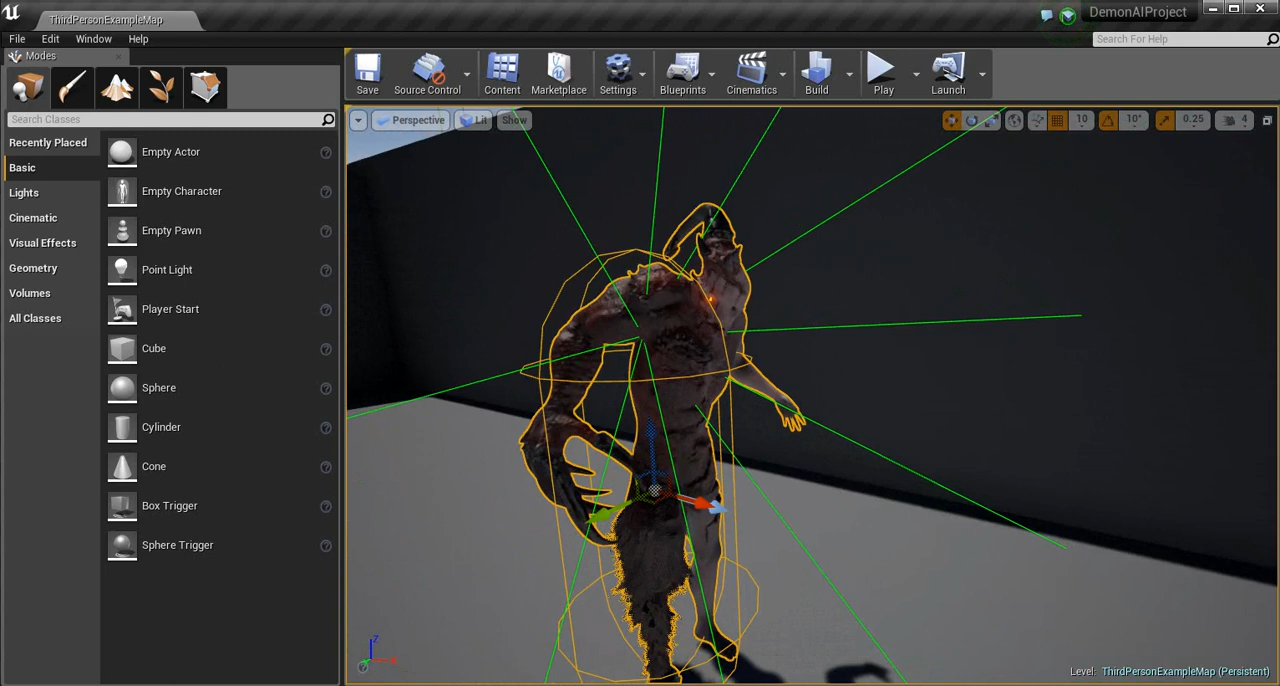 ThirdPersonExampleMap
DemonAIProject
File Edit Window Help
Search For Help
Modes
Save Source Control Content Marketplace Settings Blueprints Cinematics Build Play Launch
Search Classes
Perspective Lit Show
10 10° 0.25 4
Recently Placed
Basic
Lights
Cinematic
Visual Effects
Geometry
Volumes
All Classes
Empty Actor
Empty Character
Empty Pawn
Point Light
Player Start
Cube
Sphere
Cylinder
Cone
Box Trigger
Sphere Trigger
Z
Level: ThirdPersonExampleMap (Persistent)